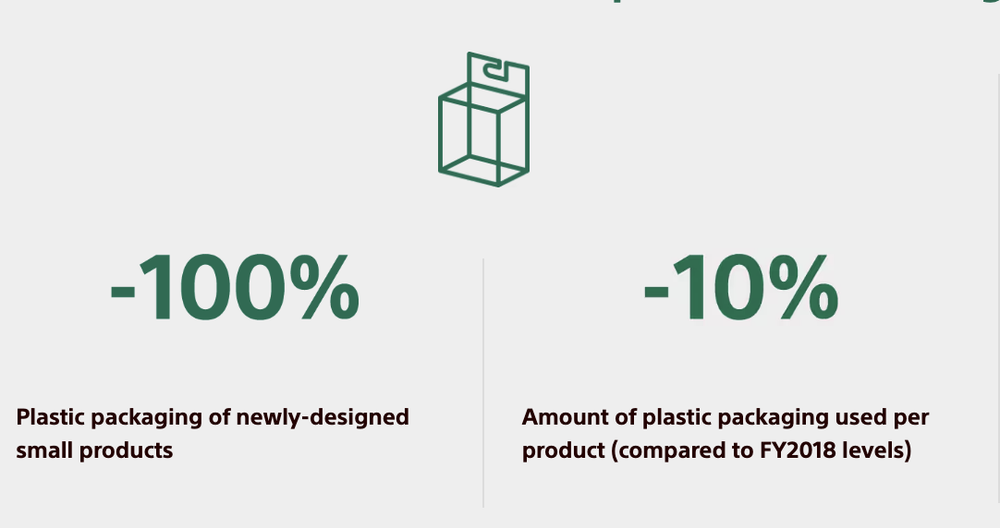 -100%
Plastic packaging of newly-designed
small products
-10%
Amount of plastic packaging used per
product (compared to FY2018 levels)